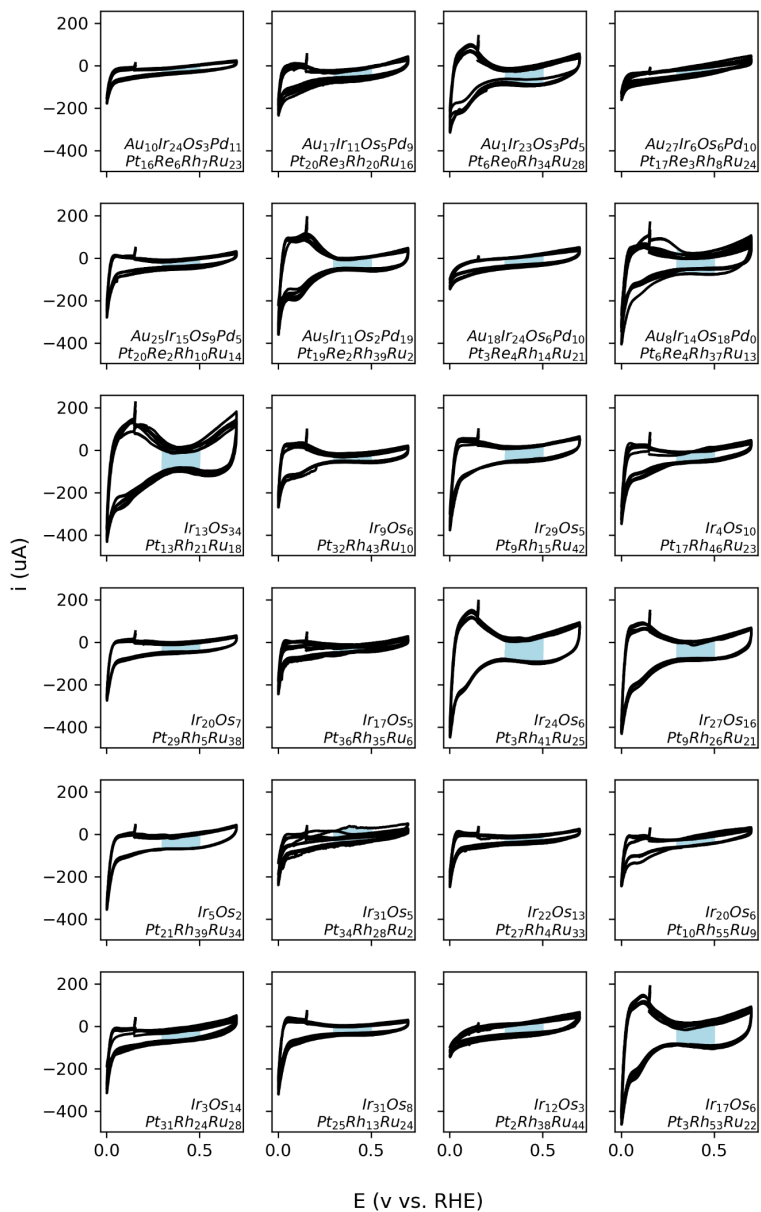 200
0
−200
−400
Au₁₀Ir₂₄Os₃Pd₁₁
Pt₁₆Re₆Rh₇Ru₂₃
Au₁₇Ir₁₁Os₅Pd₉
Pt₂₀Re₃Rh₂₀Ru₁₆
Au₁Ir₂₃Os₃Pd₅
Pt₆Re₀Rh₃₄Ru₂₈
Au₂₇Ir₆Os₆Pd₁₀
Pt₁₇Re₃Rh₈Ru₂₄
200
0
−200
−400
Au₂₅Ir₁₅Os₉Pd₅
Pt₂₀Re₂Rh₁₀Ru₁₄
Au₅Ir₁₁Os₂Pd₁₉
Pt₁₉Re₂Rh₃₉Ru₂
Au₁₈Ir₂₄Os₆Pd₁₀
Pt₃Re₄Rh₁₄Ru₂₁
Au₈Ir₁₄Os₁₈Pd₀
Pt₆Re₄Rh₃₇Ru₁₃
200
0
−200
−400
Ir₁₃Os₃₄
Pt₁₃Rh₂₁Ru₁₈
Ir₉Os₆
Pt₃₂Rh₄₃Ru₁₀
Ir₂₉Os₅
Pt₉Rh₁₅Ru₄₂
Ir₄Os₁₀
Pt₁₇Rh₄₆Ru₂₃
i (uA)
200
0
−200
−400
Ir₂₀Os₇
Pt₂₉Rh₅Ru₃₈
Ir₁₇Os₅
Pt₃₆Rh₃₅Ru₆
Ir₂₄Os₆
Pt₃Rh₄₁Ru₂₅
Ir₂₇Os₁₆
Pt₉Rh₂₆Ru₂₁
200
0
−200
−400
Ir₅Os₂
Pt₂₁Rh₃₉Ru₃₄
Ir₃₁Os₅
Pt₃₄Rh₂₈Ru₂
Ir₂₂Os₁₃
Pt₂₇Rh₄Ru₃₃
Ir₂₀Os₆
Pt₁₀Rh₅₅Ru₉
200
0
−200
−400
Ir₃Os₁₄
Pt₃₁Rh₂₄Ru₂₈
Ir₃₁Os₈
Pt₂₅Rh₁₃Ru₂₄
Ir₁₂Os₃
Pt₂Rh₃₈Ru₄₄
Ir₁₇Os₆
Pt₃Rh₅₃Ru₂₂
0.0 0.5 0.0 0.5 0.0 0.5 0.0 0.5
E (v vs. RHE)